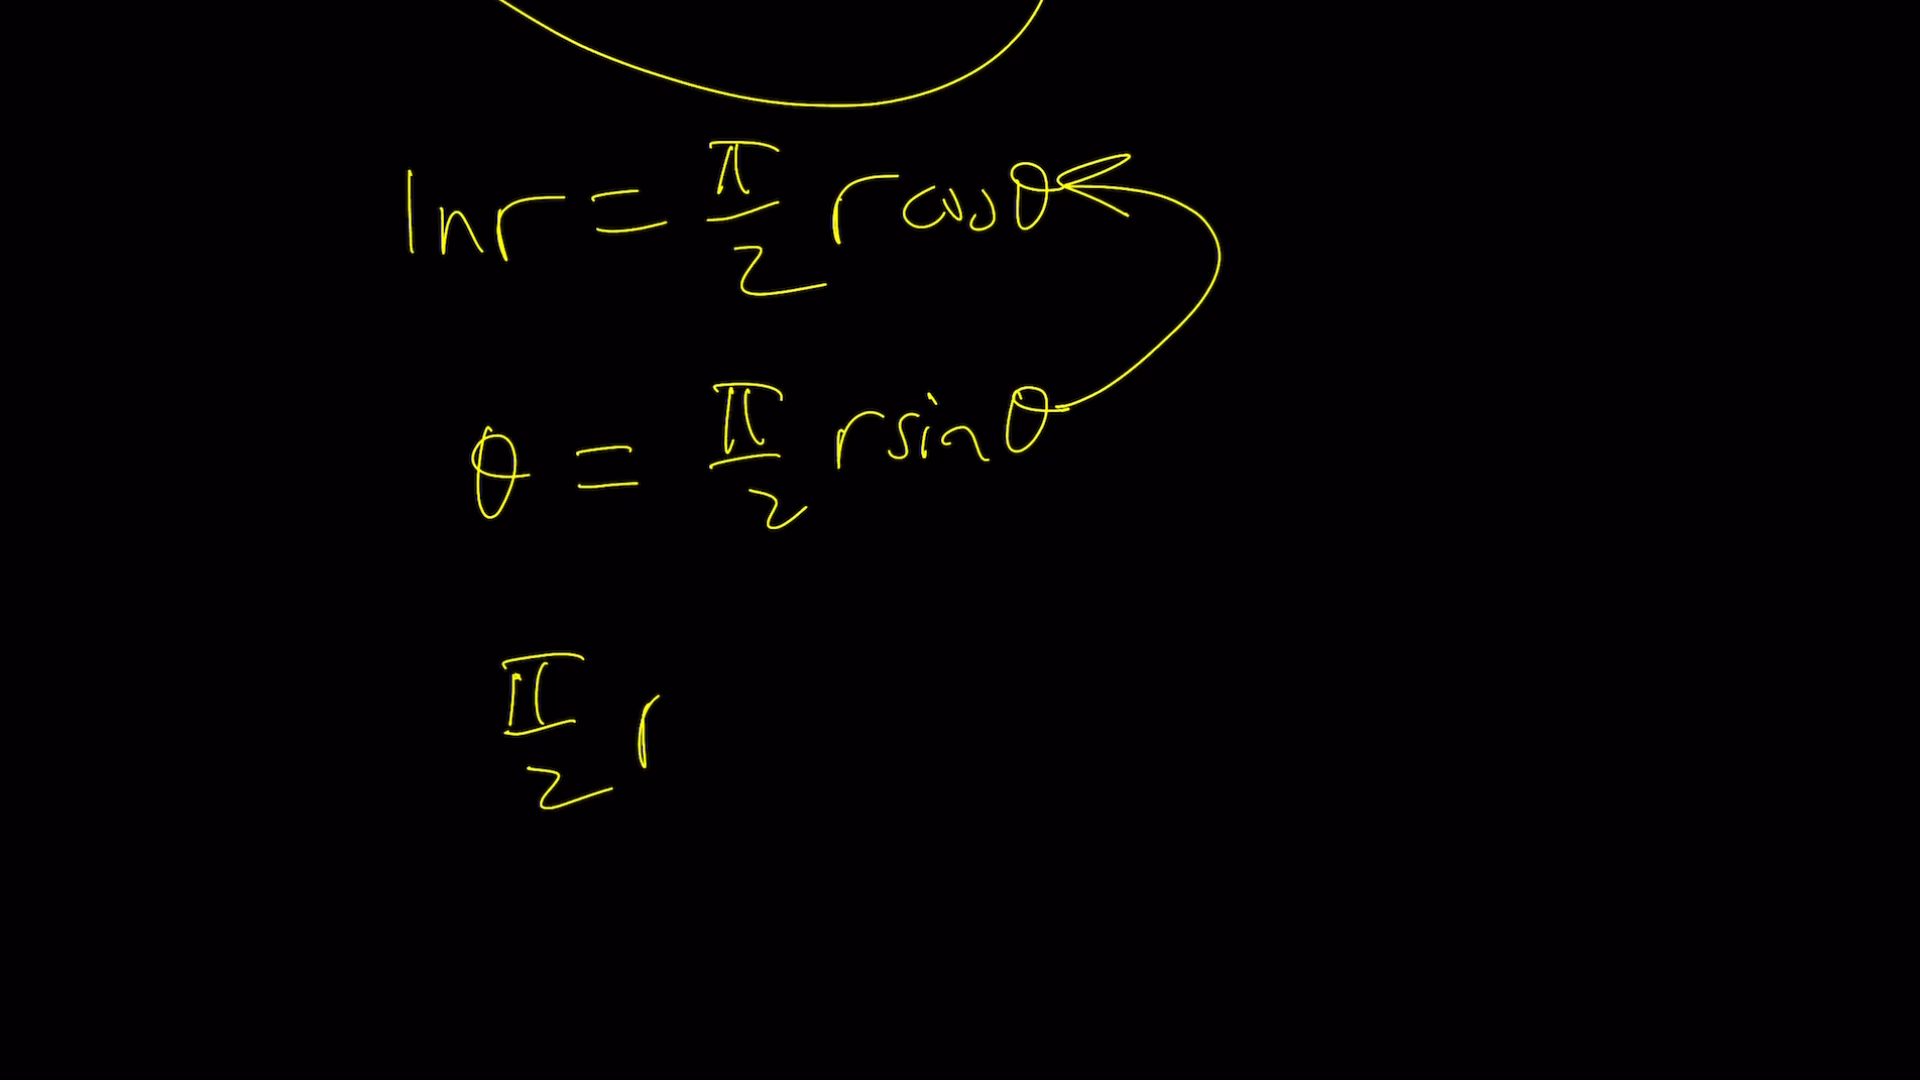 ln r = π/2 r cos θ
θ = π/2 r sin θ
π/2 r